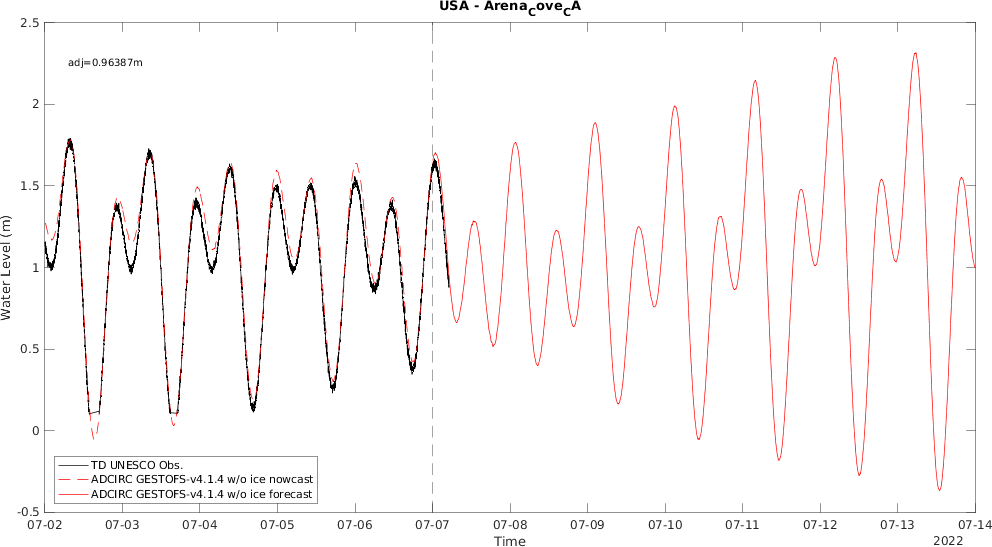 USA - ArenaCoveCA
adj=0.96387m
Water Level (m)
2.5
2
1.5
1
0.5
0
-0.5
TD UNESCO Obs.
ADCIRC GESTOFS-v4.1.4 w/o ice nowcast
ADCIRC GESTOFS-v4.1.4 w/o ice forecast
07-02 07-03 07-04 07-05 07-06 07-07 07-08 07-09 07-10 07-11 07-12 07-13 07-14
Time
2022